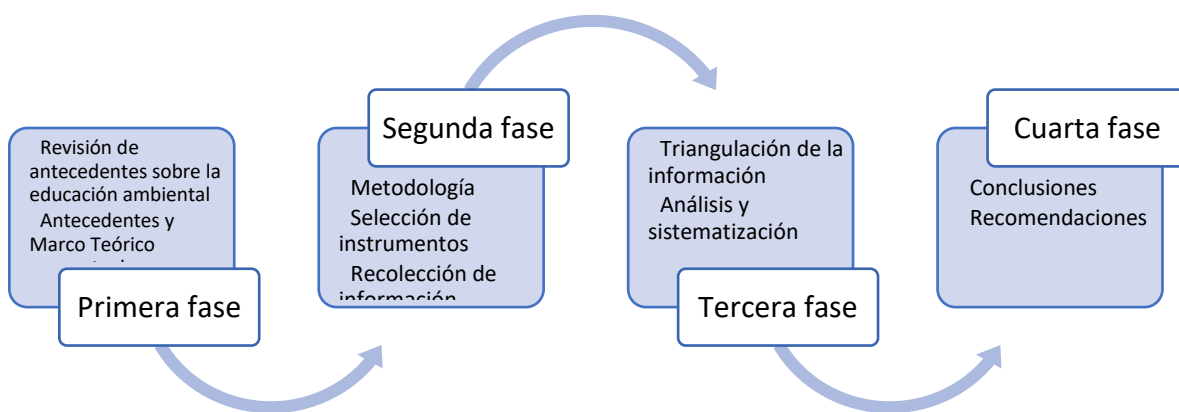 Revisión de
antecedentes sobre la
educación ambiental
Antecedentes y
Marco Teórico
Primera fase
Segunda fase
Metodología
Selección de
instrumentos
Recolección de
información
Triangulación de la
información
Análisis y
sistematización
Tercera fase
Cuarta fase
Conclusiones
Recomendaciones